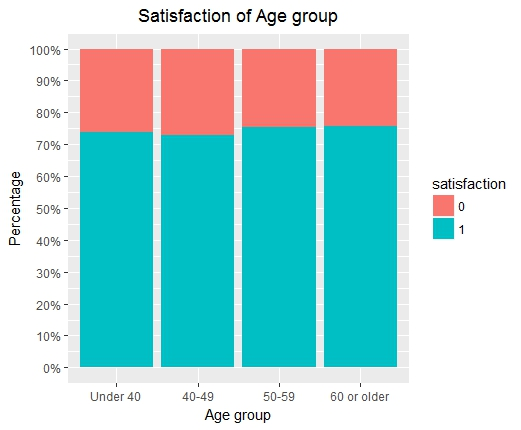 Satisfaction of Age group
100%
90%
80%
70%
60%
50%
40%
30%
20%
10%
0%
Percentage
Under 40
40-49
50-59
60 or older
Age group
satisfaction
0
1